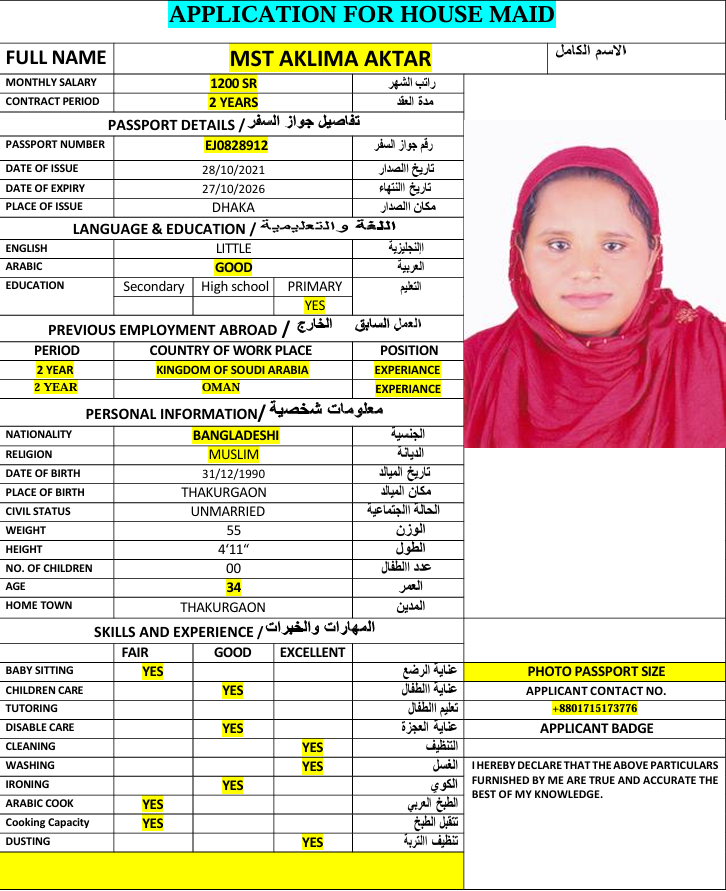 APPLICATION FOR HOUSE MAID
FULL NAME MST AKLIMA AKTAR الاسم الكامل
MONTHLY SALARY 1200 SR راتب الشهر
CONTRACT PERIOD 2 YEARS مدة العقد
PASSPORT DETAILS / تفاصيل جواز السفر
PASSPORT NUMBER EJ0828912 رقم جواز السفر
DATE OF ISSUE 28/10/2021 تاريخ االصدار
DATE OF EXPIRY 27/10/2026 تاريخ االنتهاء
PLACE OF ISSUE DHAKA مكان االصدار
LANGUAGE & EDUCATION / اللغة والتعليمية
ENGLISH LITTLE االنجليزية
ARABIC GOOD العربية
EDUCATION Secondary High school PRIMARY التعليم
YES
PREVIOUS EMPLOYMENT ABROAD / العمل السابق الخارج
PERIOD COUNTRY OF WORK PLACE POSITION
2 YEAR KINGDOM OF SOUDI ARABIA EXPERIANCE
2 YEAR OMAN EXPERIANCE
PERSONAL INFORMATION/ معلومات شخصية
NATIONALITY BANGLADESHI الجنسية
RELIGION MUSLIM الديانة
DATE OF BIRTH 31/12/1990 تاريخ الميالد
PLACE OF BIRTH THAKURGAON مكان الميالد
CIVIL STATUS UNMARRIED الحالة االجتماعية
WEIGHT 55 الوزن
HEIGHT 4‘11“ الطول
NO. OF CHILDREN 00 عدد االطفال
AGE 34 العمر
HOME TOWN THAKURGAON المدين
SKILLS AND EXPERIENCE / المهارات والخبرات
FAIR GOOD EXCELLENT
BABY SITTING YES عناية الرضع
CHILDREN CARE YES عناية االطفال
TUTORING تعليم االطفال
DISABLE CARE YES عناية العجزة
CLEANING YES التنظيف
WASHING YES الغسل
IRONING YES الكوي
ARABIC COOK YES الطبخ العربي
Cooking Capacity YES تتقبل الطبخ
DUSTING YES تنظيف االتربة
PHOTO PASSPORT SIZE
APPLICANT CONTACT NO.
+8801715173776
APPLICANT BADGE
I HEREBY DECLARE THAT THE ABOVE PARTICULARS
FURNISHED BY ME ARE TRUE AND ACCURATE THE
BEST OF MY KNOWLEDGE.